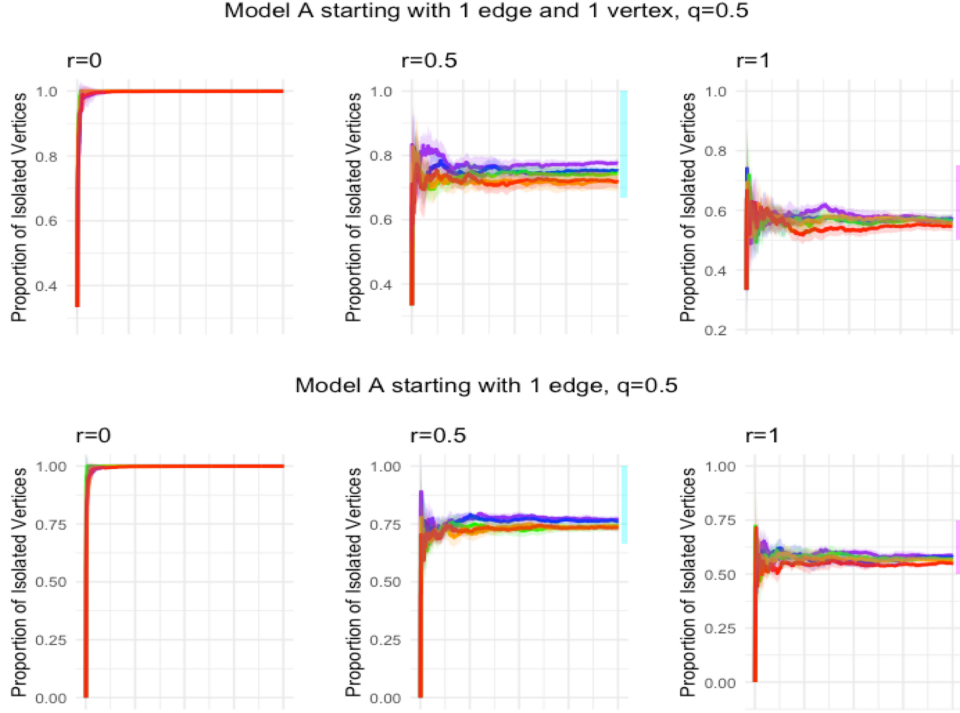 Model A starting with 1 edge and 1 vertex, q=0.5
r=0
r=0.5
r=1
Proportion of Isolated Vertices
1.0
0.8
0.6
0.4
Proportion of Isolated Vertices
1.0
0.8
0.6
0.4
Proportion of Isolated Vertices
1.0
0.8
0.6
0.4
0.2
Model A starting with 1 edge, q=0.5
r=0
r=0.5
r=1
Proportion of Isolated Vertices
1.00
0.75
0.50
0.25
0.00
Proportion of Isolated Vertices
1.00
0.75
0.50
0.25
0.00
Proportion of Isolated Vertices
1.00
0.75
0.50
0.25
0.00